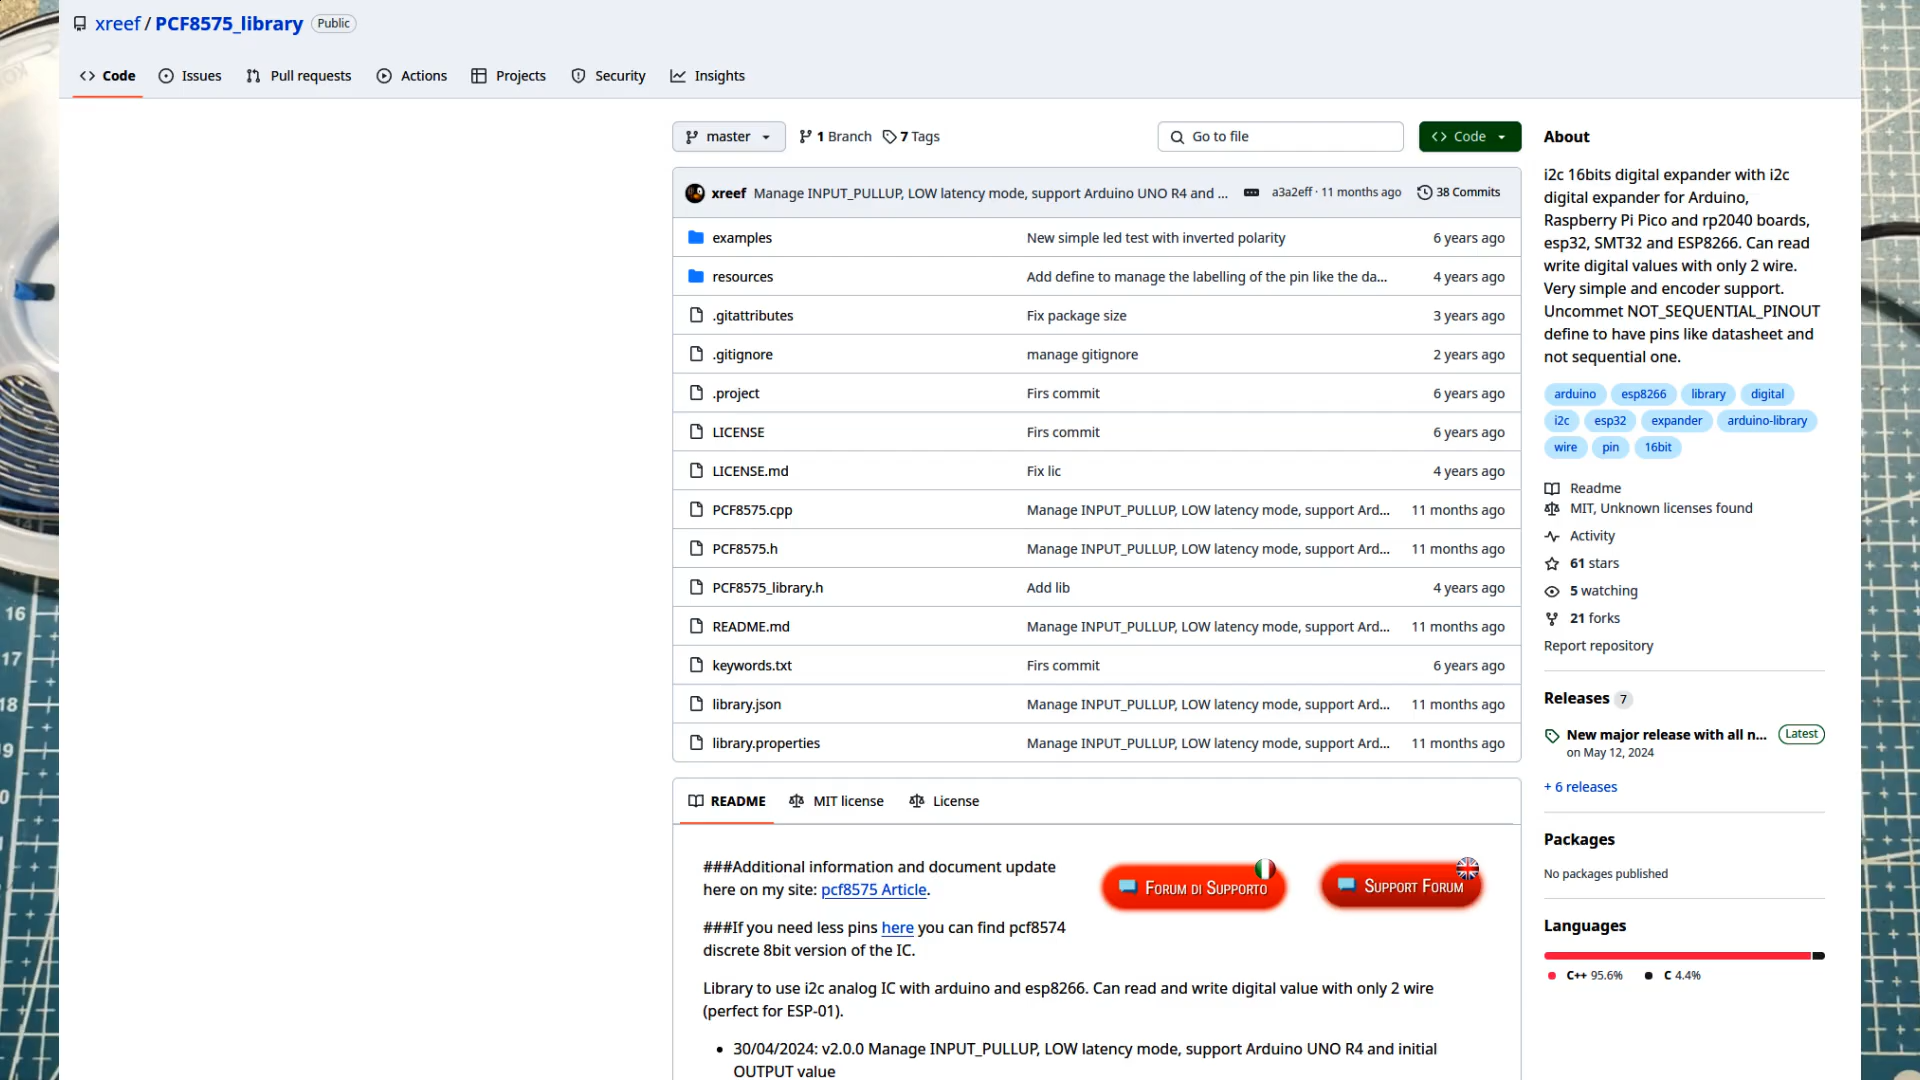 xreef / PCF8575_library Public
Code Issues Pull requests Actions Projects Security Insights
master 1 Branch 7 Tags Go to file Code
xreef Manage INPUT_PULLUP, LOW latency mode, support Arduino UNO R4 and ... a3a2eff · 11 months ago 38 Commits
examples New simple led test with inverted polarity 6 years ago
resources Add define to manage the labelling of the pin like the da... 4 years ago
.gitattributes Fix package size 3 years ago
.gitignore manage gitignore 2 years ago
.project Firs commit 6 years ago
LICENSE Firs commit 6 years ago
LICENSE.md Fix lic 4 years ago
PCF8575.cpp Manage INPUT_PULLUP, LOW latency mode, support Ard... 11 months ago
PCF8575.h Manage INPUT_PULLUP, LOW latency mode, support Ard... 11 months ago
PCF8575_library.h Add lib 4 years ago
README.md Manage INPUT_PULLUP, LOW latency mode, support Ard... 11 months ago
keywords.txt Firs commit 6 years ago
library.json Manage INPUT_PULLUP, LOW latency mode, support Ard... 11 months ago
library.properties Manage INPUT_PULLUP, LOW latency mode, support Ard... 11 months ago
README MIT license License
###Additional information and document update
here on my site: pcf8575 Article.
FORUM DI SUPPORTO
SUPPORT FORUM
###If you need less pins here you can find pcf8574
discrete 8bit version of the IC.
Library to use i2c analog IC with arduino and esp8266. Can read and write digital value with only 2 wire
(perfect for ESP-01).
• 30/04/2024: v2.0.0 Manage INPUT_PULLUP, LOW latency mode, support Arduino UNO R4 and initial
OUTPUT value
About
i2c 16bits digital expander with i2c
digital expander for Arduino,
Raspberry Pi Pico and rp2040 boards,
esp32, SMT32 and ESP8266. Can read
write digital values with only 2 wire.
Very simple and encoder support.
Uncommet NOT_SEQUENTIAL_PINOUT
define to have pins like datasheet and
not sequential one.
arduino esp8266 library digital
i2c esp32 expander arduino-library
wire pin 16bit
Readme
MIT, Unknown licenses found
Activity
61 stars
5 watching
21 forks
Report repository
Releases 7
New major release with all n... Latest
on May 12, 2024
+ 6 releases
Packages
No packages published
Languages
C++ 95.6% C 4.4%
16
17
18
9
0